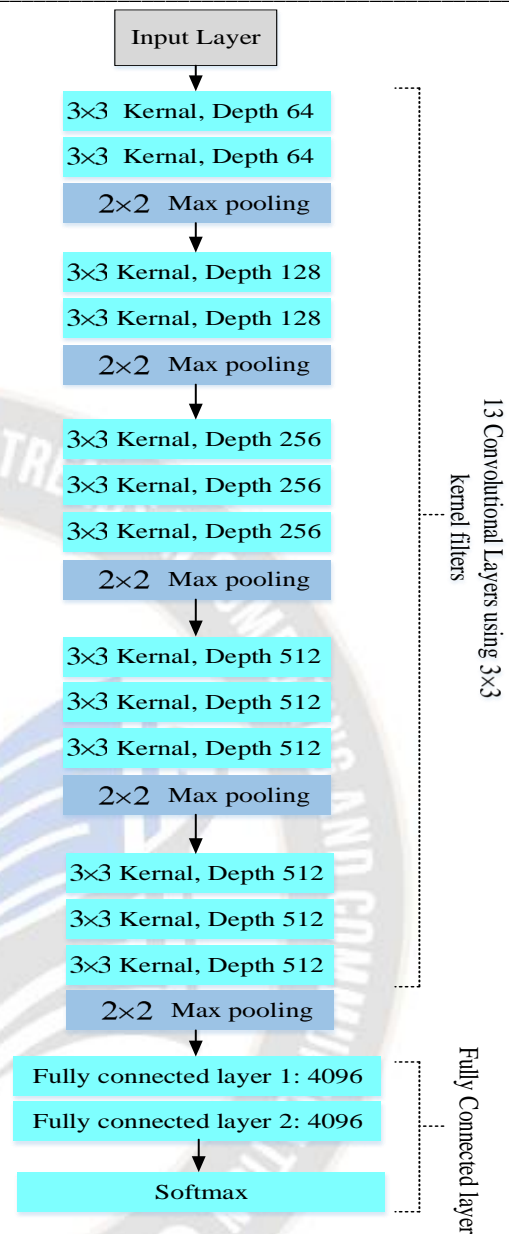 Input Layer
3×3 Kernal, Depth 64
3×3 Kernal, Depth 64
2×2 Max pooling
3×3 Kernal, Depth 128
3×3 Kernal, Depth 128
2×2 Max pooling
3×3 Kernal, Depth 256
3×3 Kernal, Depth 256
3×3 Kernal, Depth 256
2×2 Max pooling
3×3 Kernal, Depth 512
3×3 Kernal, Depth 512
3×3 Kernal, Depth 512
2×2 Max pooling
3×3 Kernal, Depth 512
3×3 Kernal, Depth 512
3×3 Kernal, Depth 512
2×2 Max pooling
Fully connected layer 1: 4096
Fully connected layer 2: 4096
Softmax
13 Convolutional Layers using 3×3
kernel filters
Fully Connected layer